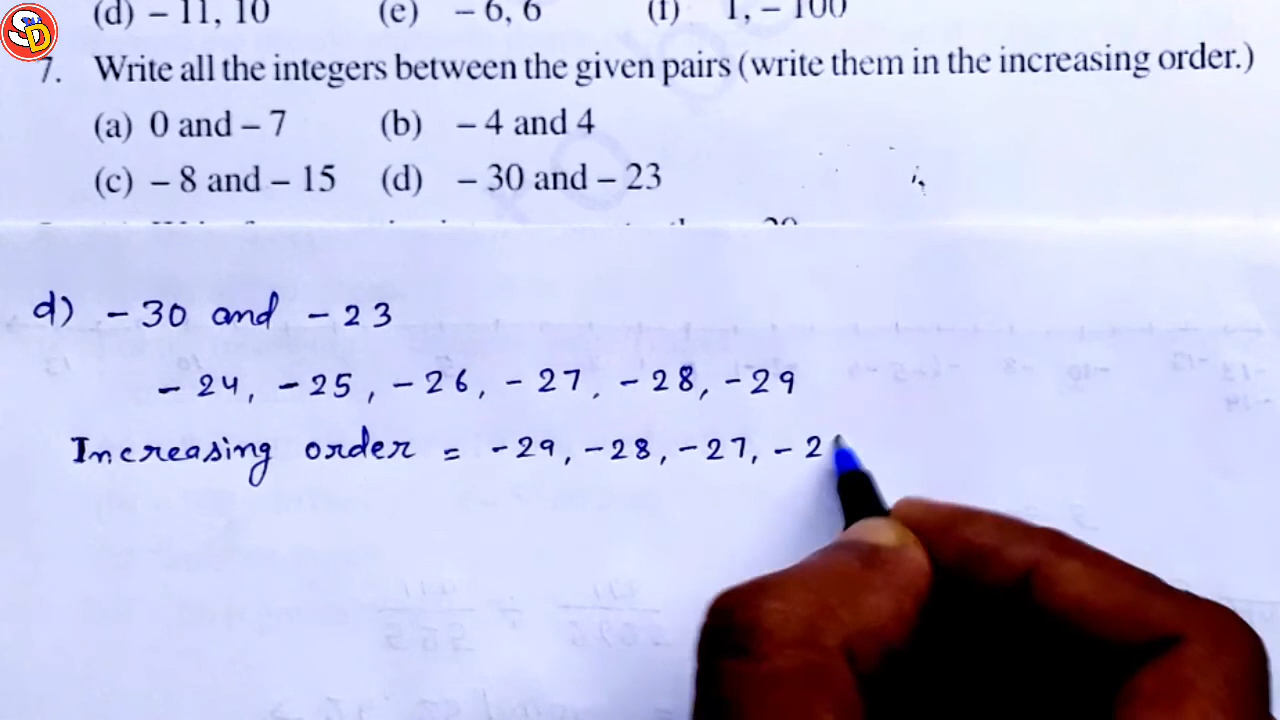 SD
(d) – 11, 10 (e) – 6, 6 (f) 1, – 100
7. Write all the integers between the given pairs (write them in the increasing order.)
(a) 0 and – 7 (b) – 4 and 4
(c) – 8 and – 15 (d) – 30 and – 23
d) - 30 and - 23
- 24, - 25, - 26, - 27, - 28, - 29
Increasing order = - 29, - 28, - 27, - 2